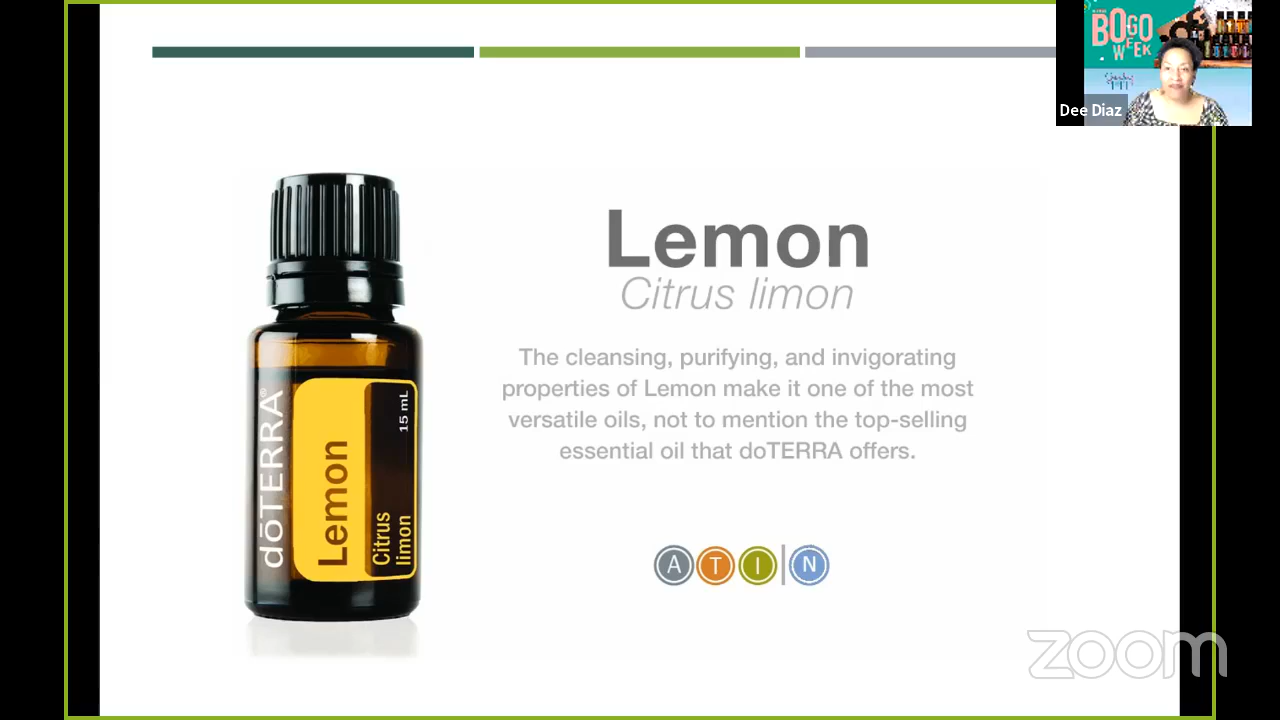 BOGO
WEEK
Dee Diaz
Lemon
Citrus limon
The cleansing, purifying, and invigorating
properties of Lemon make it one of the most
versatile oils, not to mention the top-selling
essential oil that doTERRA offers.
A T I N
dōTERRA®
Lemon
Citrus
limon
15 mL
zoom